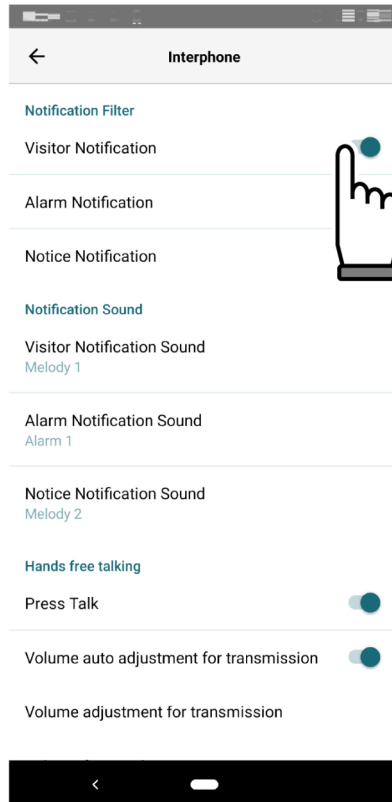 Interphone
Notification Filter
Visitor Notification
Alarm Notification
Notice Notification
Notification Sound
Visitor Notification Sound
Melody 1
Alarm Notification Sound
Alarm 1
Notice Notification Sound
Melody 2
Hands free talking
Press Talk
Volume auto adjustment for transmission
Volume adjustment for transmission